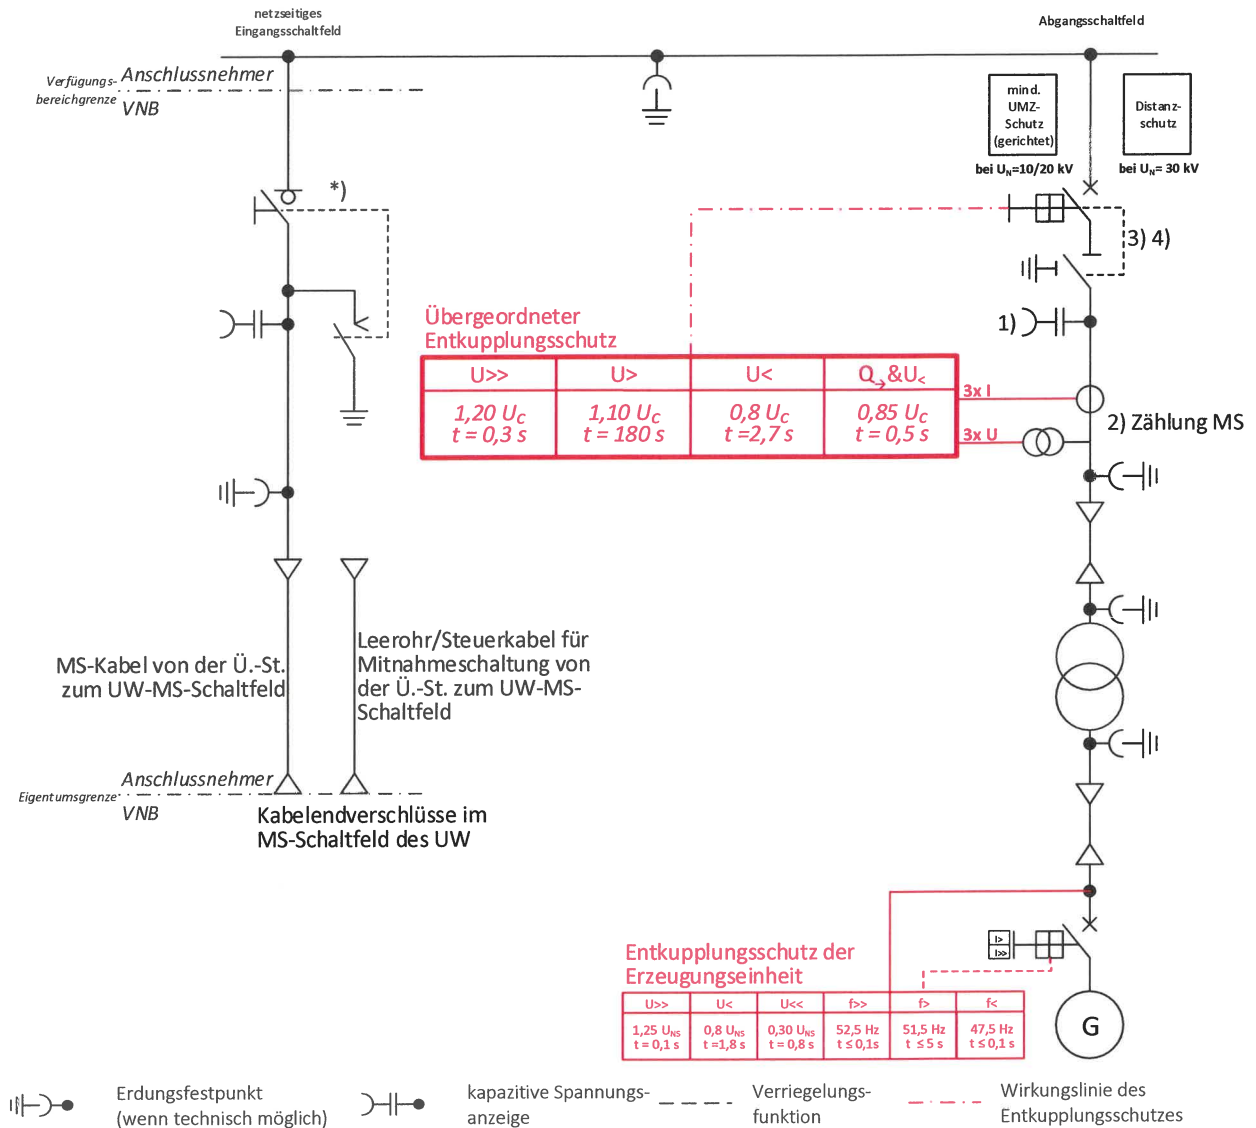 netzseitiges
Eingangsschaltfeld
Abgangsschaltfeld
Verfügungs-
bereichgrenze
Anschlussnehmer
VNB
mind.
UMZ-
Schutz
(gerichtet)
Distanz-
schutz
bei UN=10/20 kV
bei UN= 30 kV
*)
3) 4)
1)
Übergeordneter
Entkupplungsschutz
U>> U> U< Q→&U<
1,20 UC 1,10 UC 0,8 UC 0,85 UC
t = 0,3 s t = 180 s t =2,7 s t = 0,5 s
3x I
3x U
2) Zählung MS
MS-Kabel von der Ü.-St.
zum UW-MS-Schaltfeld
Leerohr/Steuerkabel für
Mitnahmeschaltung von
der Ü.-St. zum UW-MS-
Schaltfeld
Eigentumsgrenze
Anschlussnehmer
VNB
Kabelendverschlüsse im
MS-Schaltfeld des UW
I>
I>>
Entkupplungsschutz der
Erzeugungseinheit
U>> U< U<< f>> f> f<
1,25 UNS 0,8 UNS 0,30 UNS 52,5 Hz 51,5 Hz 47,5 Hz
t = 0,1 s t =1,8 s t = 0,8 s t ≤ 0,1s t ≤ 5 s t ≤ 0,1 s
G
Erdungsfestpunkt
(wenn technisch möglich)
kapazitive Spannungs-
anzeige
Verriegelungs-
funktion
Wirkungslinie des
Entkupplungsschutzes